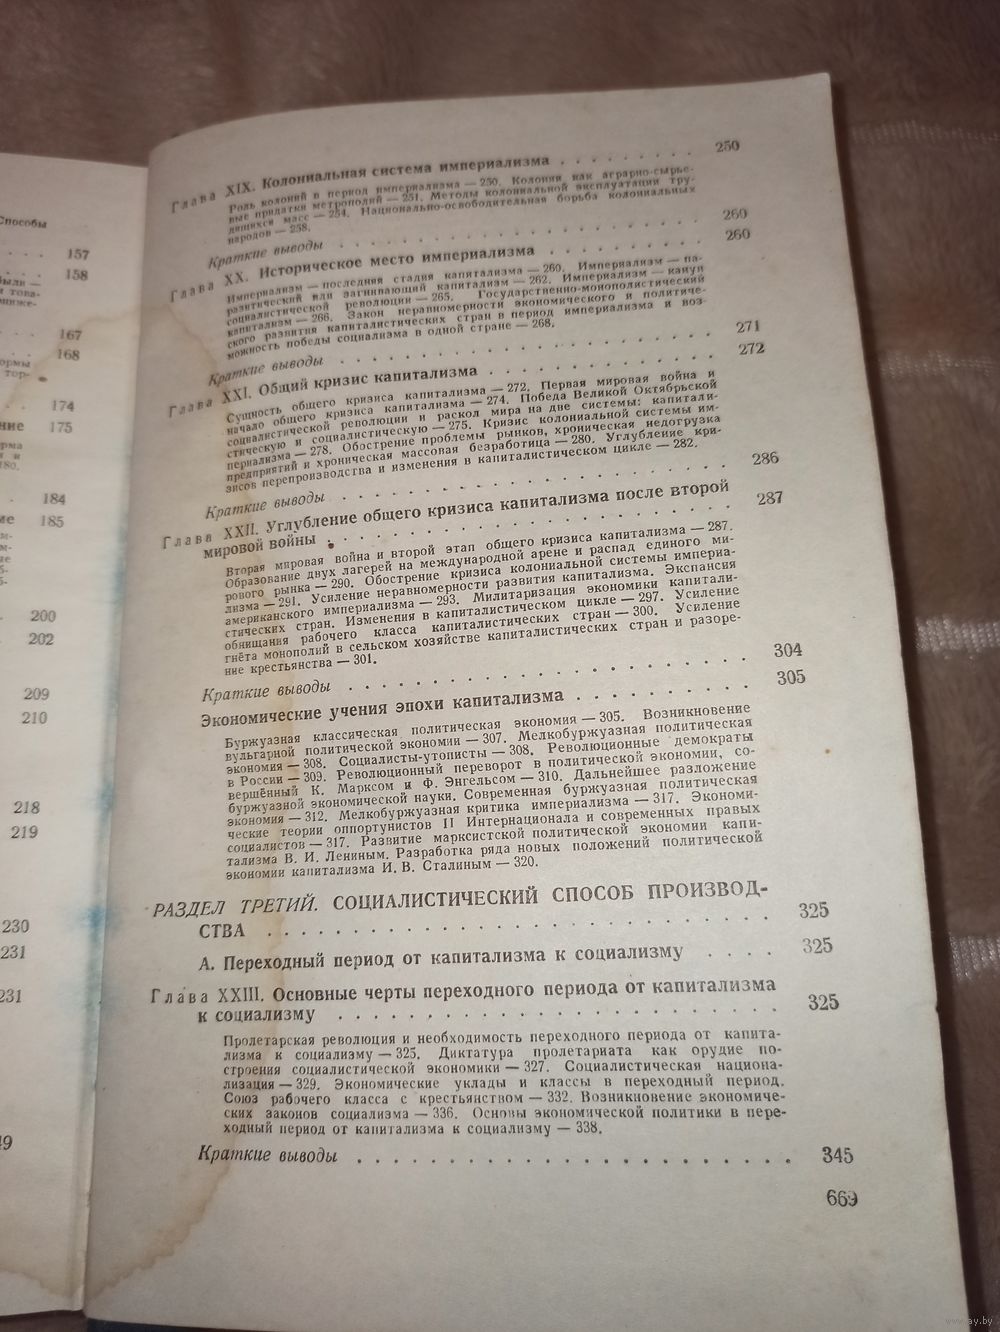 Способы
157
158
были —
и това-
ниже-
167
168
ормы
тор-
174
ние 175
рма
и
180.
184
ие 185
200
202
209
210
218
219
230
231
231
Глава XIX. Колониальная система империализма . . . . . . . . 250
Роль колоний в период империализма — 250. Колонии как аграрно-сырье-
вые придатки метрополий — 251. Методы колониальной эксплуатации тру-
дящихся масс — 254. Национально-освободительная борьба колониальных
народов — 258.
Краткие выводы . . . . . . . . . . . . . . . . . . 260
Глава XX. Историческое место империализма . . . . . . . . 260
Империализм — последняя стадия капитализма — 260. Империализм — па-
разитический или загнивающий капитализм — 262. Империализм — канун
социалистической революции — 265. Государственно-монополистический
капитализм — 266. Закон неравномерности экономического и политиче-
ского развития капиталистических стран в период империализма и воз-
можность победы социализма в одной стране — 268.
Краткие выводы . . . . . . . . . . . . . . . . . . 271
Глава XXI. Общий кризис капитализма . . . . . . . . . . . 272
Сущность общего кризиса капитализма — 272. Первая мировая война и
начало общего кризиса капитализма — 274. Победа Великой Октябрьской
социалистической революции и раскол мира на две системы: капитали-
стическую и социалистическую — 275. Кризис колониальной системы им-
периализма — 278. Обострение проблемы рынков, хроническая недогрузка
предприятий и хроническая массовая безработица — 280. Углубление кри-
зисов перепроизводства и изменения в капиталистическом цикле — 282.
Краткие выводы . . . . . . . . . . . . . . . . . . 286
Глава XXII. Углубление общего кризиса капитализма после второй
мировой войны . . . . . . . . . . . . . . . . . . 287
Вторая мировая война и второй этап общего кризиса капитализма — 287.
Образование двух лагерей на международной арене и распад единого ми-
рового рынка — 290. Обострение кризиса колониальной системы империа-
лизма — 291. Усиление неравномерности развития капитализма. Экспансия
американского империализма — 293. Милитаризация экономики капитали-
стических стран. Изменения в капиталистическом цикле — 297. Усиление
обнищания рабочего класса капиталистических стран — 300. Усиление
гнёта монополий в сельском хозяйстве капиталистических стран и разоре-
ние крестьянства — 301.
Краткие выводы . . . . . . . . . . . . . . . . . . 304
Экономические учения эпохи капитализма . . . . . . . . . 305
Буржуазная классическая политическая экономия — 305. Возникновение
вульгарной политической экономии — 307. Мелкобуржуазная политическая
экономия — 308. Социалисты-утописты — 308. Революционные демократы
в России — 309. Революционный переворот в политической экономии, со-
вершённый К. Марксом и Ф. Энгельсом — 310. Дальнейшее разложение
буржуазной экономической науки. Современная буржуазная политическая
экономия — 312. Мелкобуржуазная критика империализма — 317. Экономи-
ческие теории оппортунистов II Интернационала и современных правых
социалистов — 317. Развитие марксистской политической экономии капи-
тализма В. И. Лениным. Разработка ряда новых положений политической
экономии капитализма И. В. Сталиным — 320.
РАЗДЕЛ ТРЕТИЙ. СОЦИАЛИСТИЧЕСКИЙ СПОСОБ ПРОИЗВОД-
СТВА . . . . . . . . . . . . . . . . . . . . . . . . 325
А. Переходный период от капитализма к социализму . . . . 325
Глава XXIII. Основные черты переходного периода от капитализма
к социализму . . . . . . . . . . . . . . . . . . . 325
Пролетарская революция и необходимость переходного периода от капита-
лизма к социализму — 325. Диктатура пролетариата как орудие по-
строения социалистической экономики — 327. Социалистическая национа-
лизация — 329. Экономические уклады и классы в переходный период.
Союз рабочего класса с крестьянством — 332. Возникновение экономиче-
ских законов социализма — 336. Основы экономической политики в пере-
ходный период от капитализма к социализму — 338.
Краткие выводы . . . . . . . . . . . . . . . . . . 345
669
www.ay.by